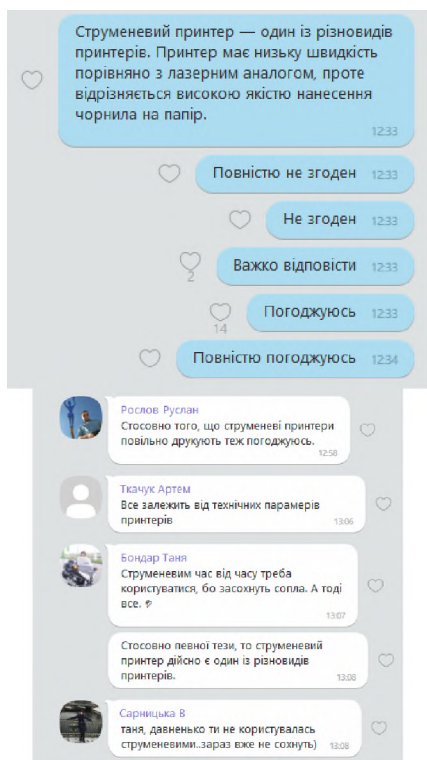 Струменевий принтер — один із різновидів
принтерів. Принтер має низьку швидкість
порівняно з лазерним аналогом, проте
відрізняється високою якістю нанесення
чорнила на папір.
12:33
Повністю не згоден 12:33
Не згоден 12:33
Важко відповісти 12:33
2
Погоджуюсь 12:33
14
Повністю погоджуюсь 12:34
Рослов Руслан
Стосовно того, що струменеві принтери
повільно друкують теж погоджуюсь.
12:58
Ткачук Артем
Все залежить від технічних парамерів
принтерів 13:06
Бондар Таня
Струменевим час від часу треба
користуватися, бо засохнуть сопла. А тоді
все.
13:07
Стосовно певної тези, то струменевий
принтер дійсно є один із різновидів
принтерів. 13:08
Сарницька В
таня, давненько ти не користувалась
струменевими..зараз вже не сохнуть) 13:08